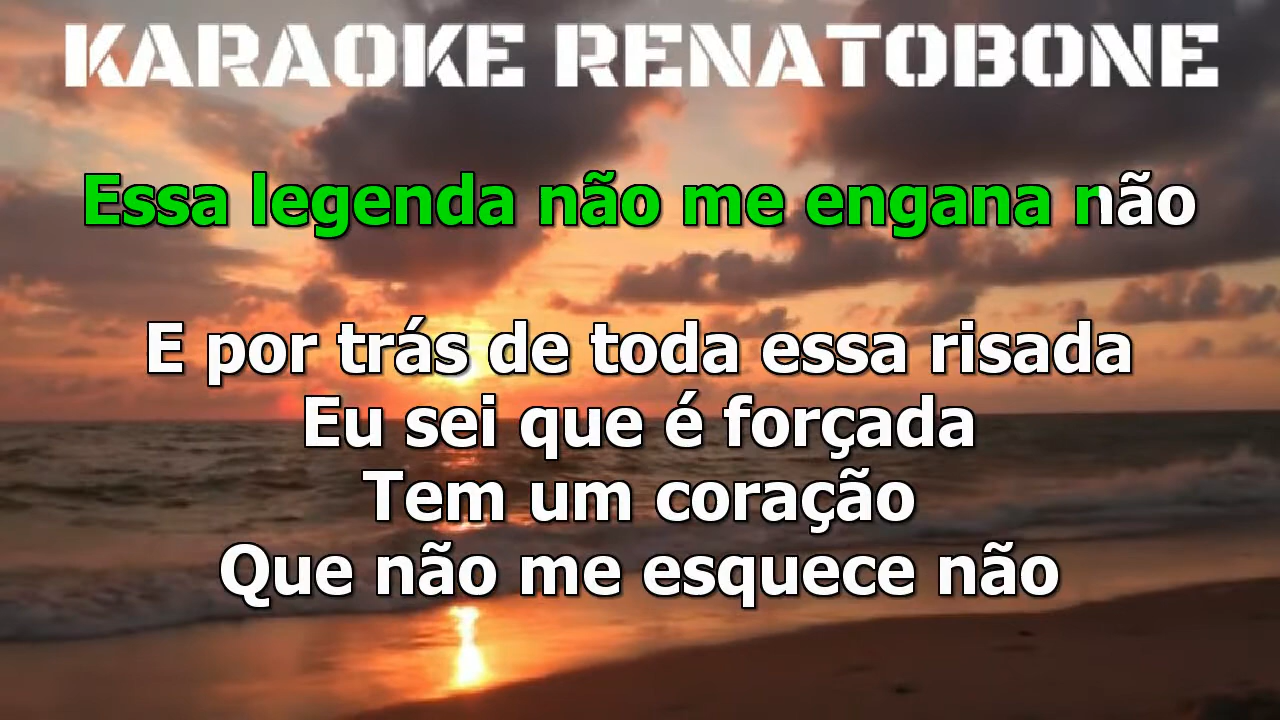 KARAOKE RENATOBONE
Essa legenda não me engana não
E por trás de toda essa risada
Eu sei que é forçada
Tem um coração
Que não me esquece não